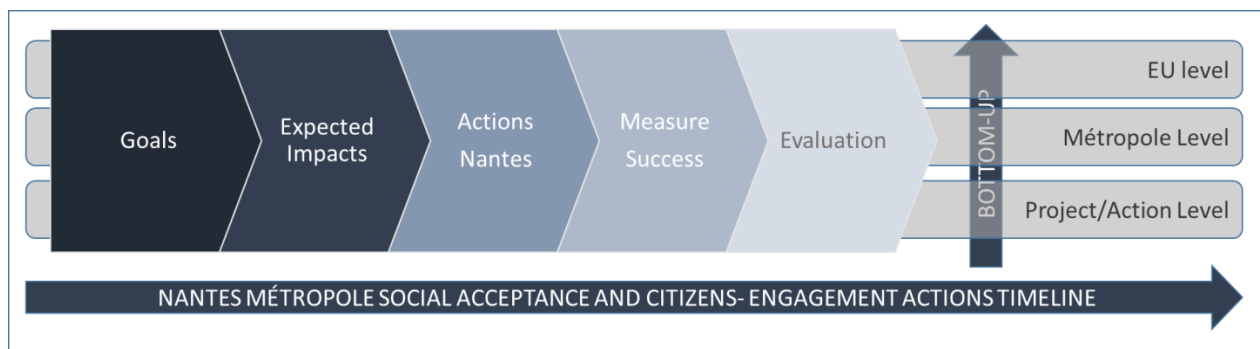 Goals
Expected
Impacts
Actions
Nantes
Measure
Success
Evaluation
BOTTOM-UP
EU level
Métropole Level
Project/Action Level
NANTES MÉTROPOLE SOCIAL ACCEPTANCE AND CITIZENS- ENGAGEMENT ACTIONS TIMELINE